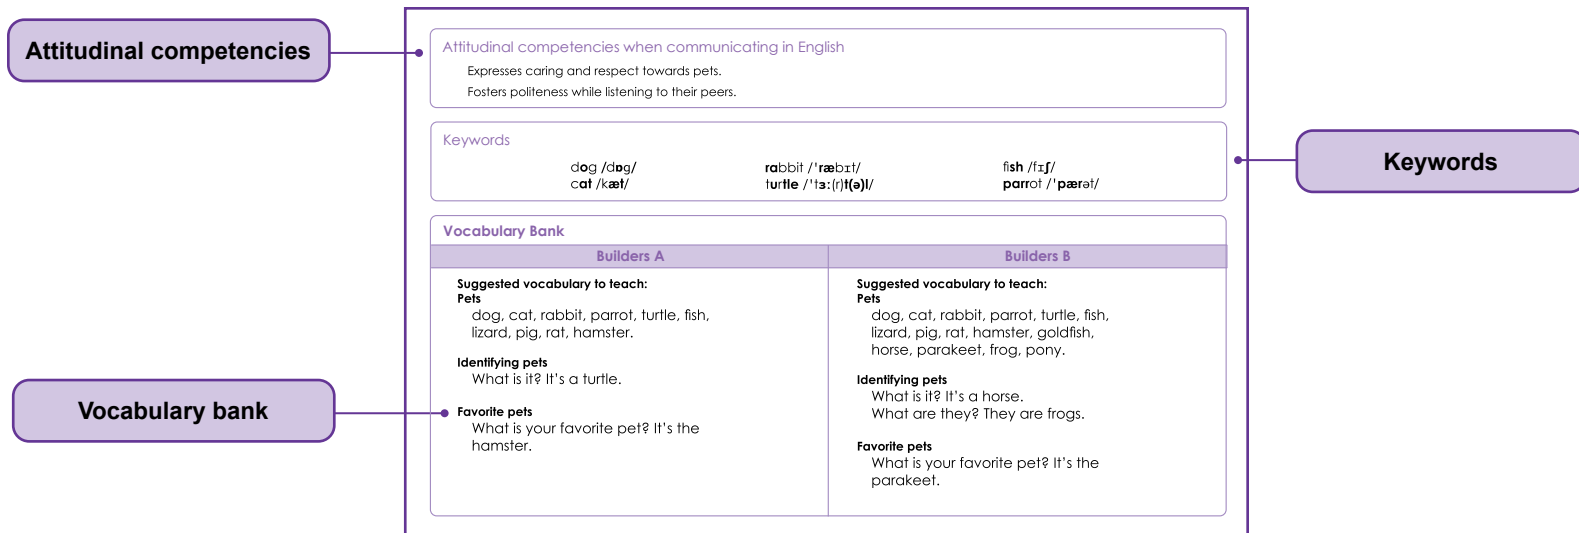 Attitudinal competencies
Attitudinal competencies when communicating in English
Expresses caring and respect towards pets.
Fosters politeness while listening to their peers.
Keywords
Keywords
dog /dɒg/
cat /kæt/
rabbit /'ræbɪt/
turtle /'tɜː(r)t(ə)l/
fish /fɪʃ/
parrot /'pærət/
Vocabulary bank
Vocabulary Bank
Builders A
Suggested vocabulary to teach:
Pets
dog, cat, rabbit, parrot, turtle, fish,
lizard, pig, rat, hamster.
Identifying pets
What is it? It's a turtle.
Favorite pets
What is your favorite pet? It's the
hamster.
Builders B
Suggested vocabulary to teach:
Pets
dog, cat, rabbit, parrot, turtle, fish,
lizard, pig, rat, hamster, goldfish,
horse, parakeet, frog, pony.
Identifying pets
What is it? It's a horse.
What are they? They are frogs.
Favorite pets
What is your favorite pet? It's the
parakeet.